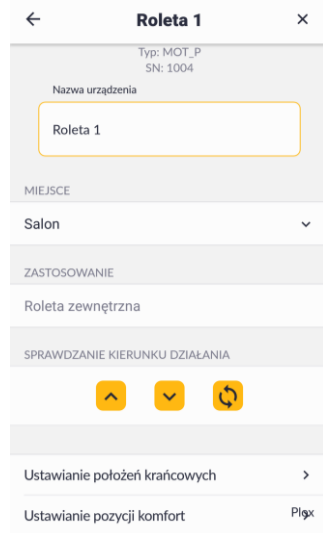 Roleta 1
Typ: MOT_P
SN: 1004
Nazwa urządzenia
Roleta 1
MIEJSCE
Salon
ZASTOSOWANIE
Roleta zewnętrzna
SPRAWDZANIE KIERUNKU DZIAŁANIA
Ustawianie położeń krańcowych
Ustawianie pozycji komfort